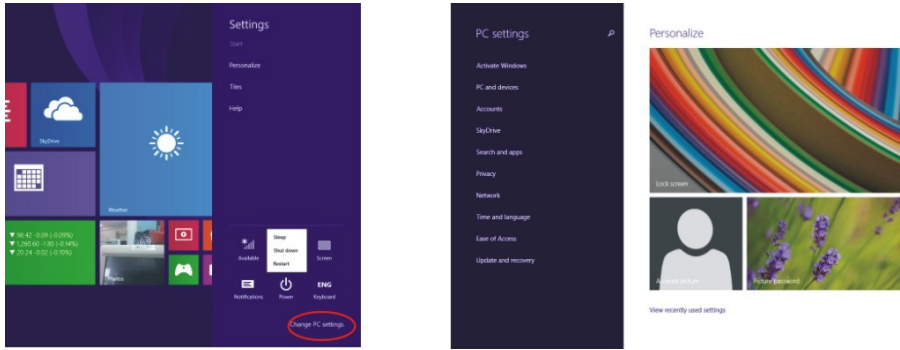 Settings
Start
Personalize
Tiles
Help
SkyDrive
Weather
▼ 98.42 -0.09 (-0.09%)
▼ 1,260.60 -1.80 (-0.14%)
▼ 20.24 -0.02 (-0.10%)
Photos
Available
Sleep
Shut down
Restart
Screen
Notifications
Power
ENG
Keyboard
Change PC settings
PC settings
Activate Windows
PC and devices
Accounts
SkyDrive
Search and apps
Privacy
Network
Time and language
Ease of Access
Update and recovery
Personalize
Lock screen
Account picture
Picture password
View recently used settings